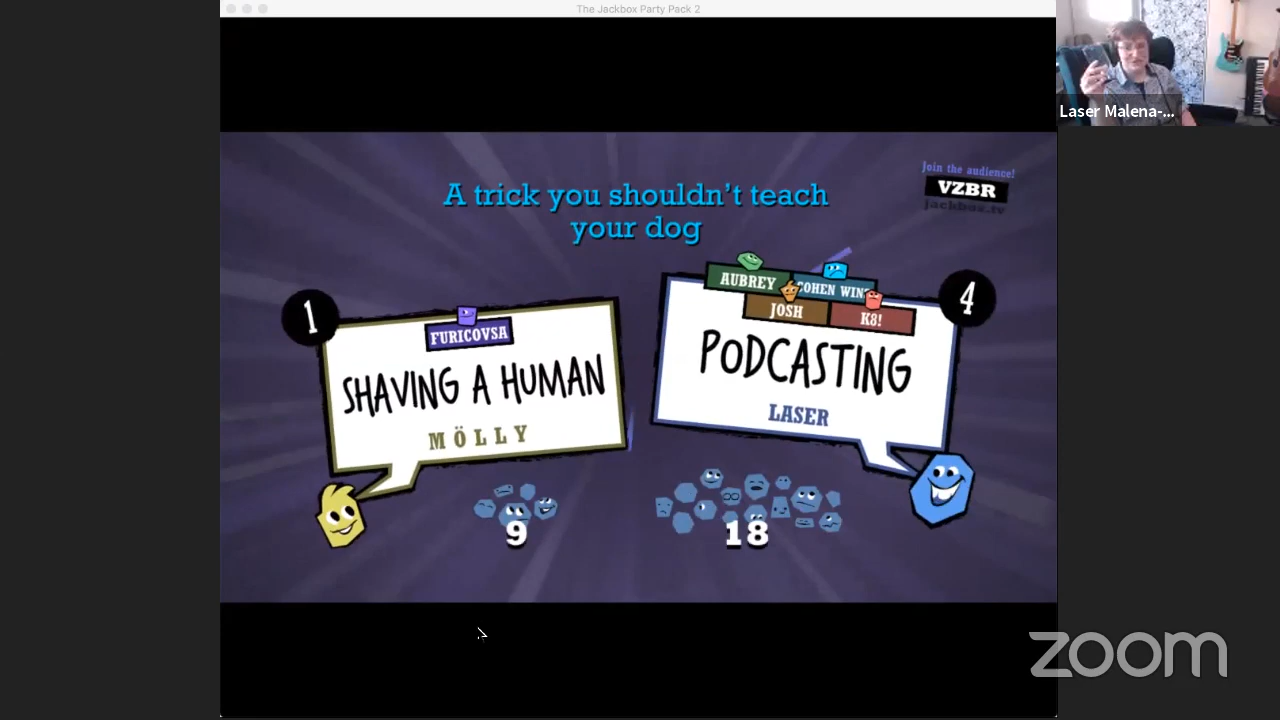 The Jackbox Party Pack 2
Laser Malena-...
Join the audience!
VZBR
jackbox.tv
A trick you shouldn't teach
your dog
1
FURICOVSA
SHAVING A HUMAN
MÖLLY
9
AUBREY
COHEN WINS
JOSH
K8!
4
PODCASTING
LASER
18
zoom